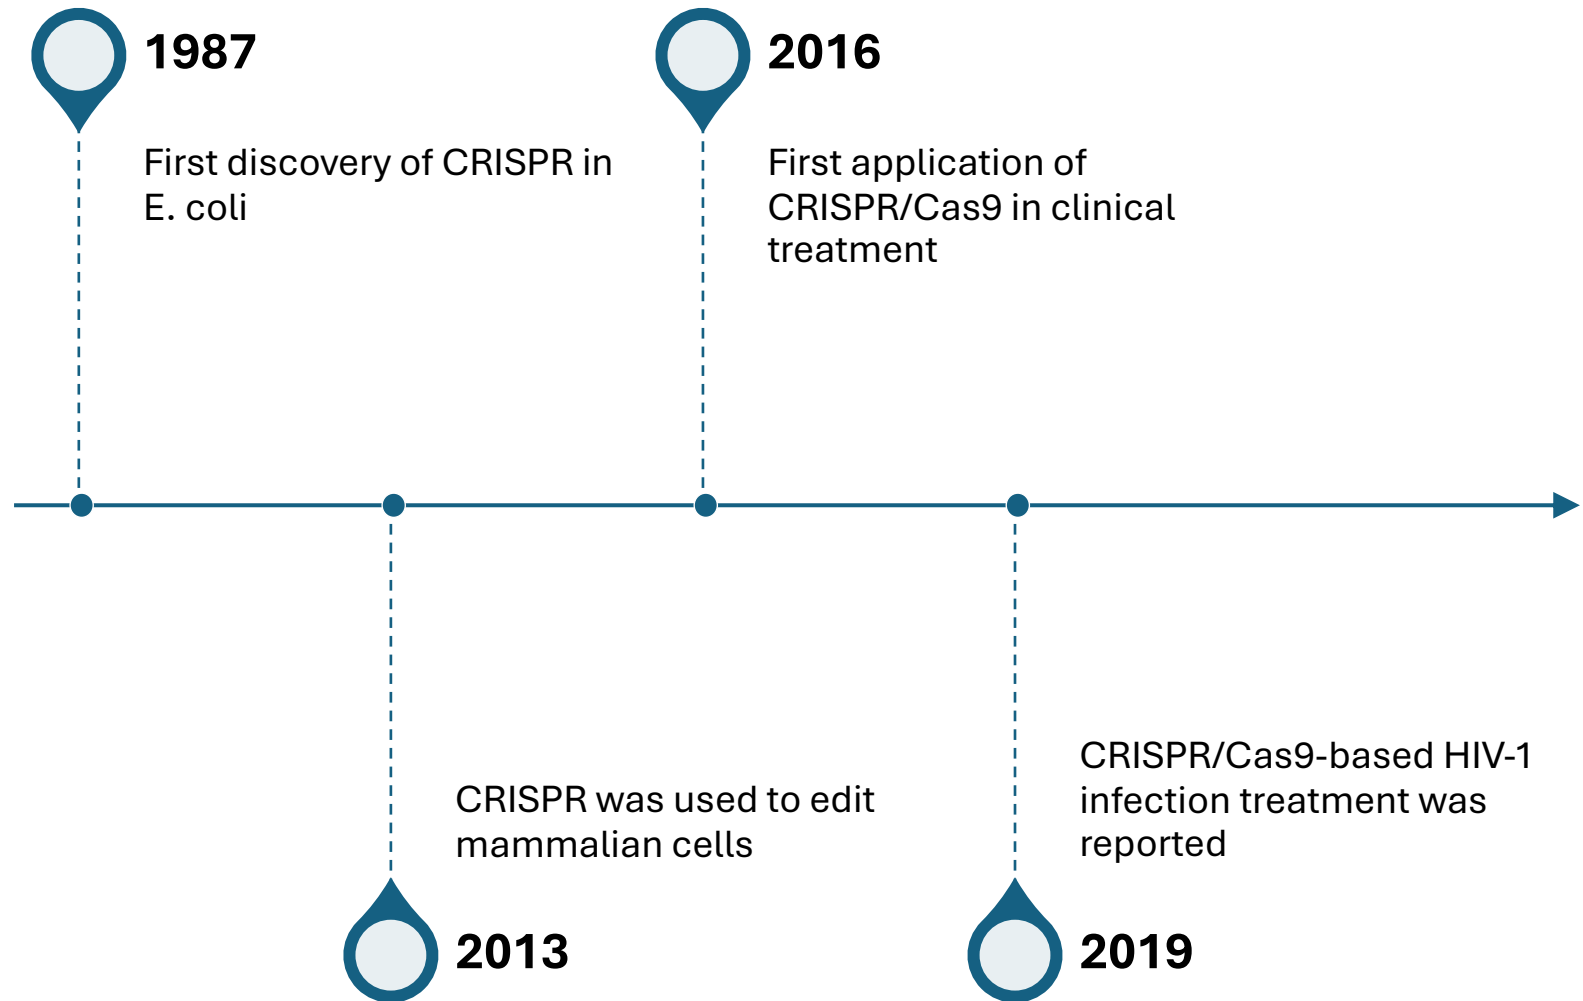 1987
First discovery of CRISPR in
E. coli
2013
CRISPR was used to edit
mammalian cells
2016
First application of
CRISPR/Cas9 in clinical
treatment
2019
CRISPR/Cas9-based HIV-1
infection treatment was
reported